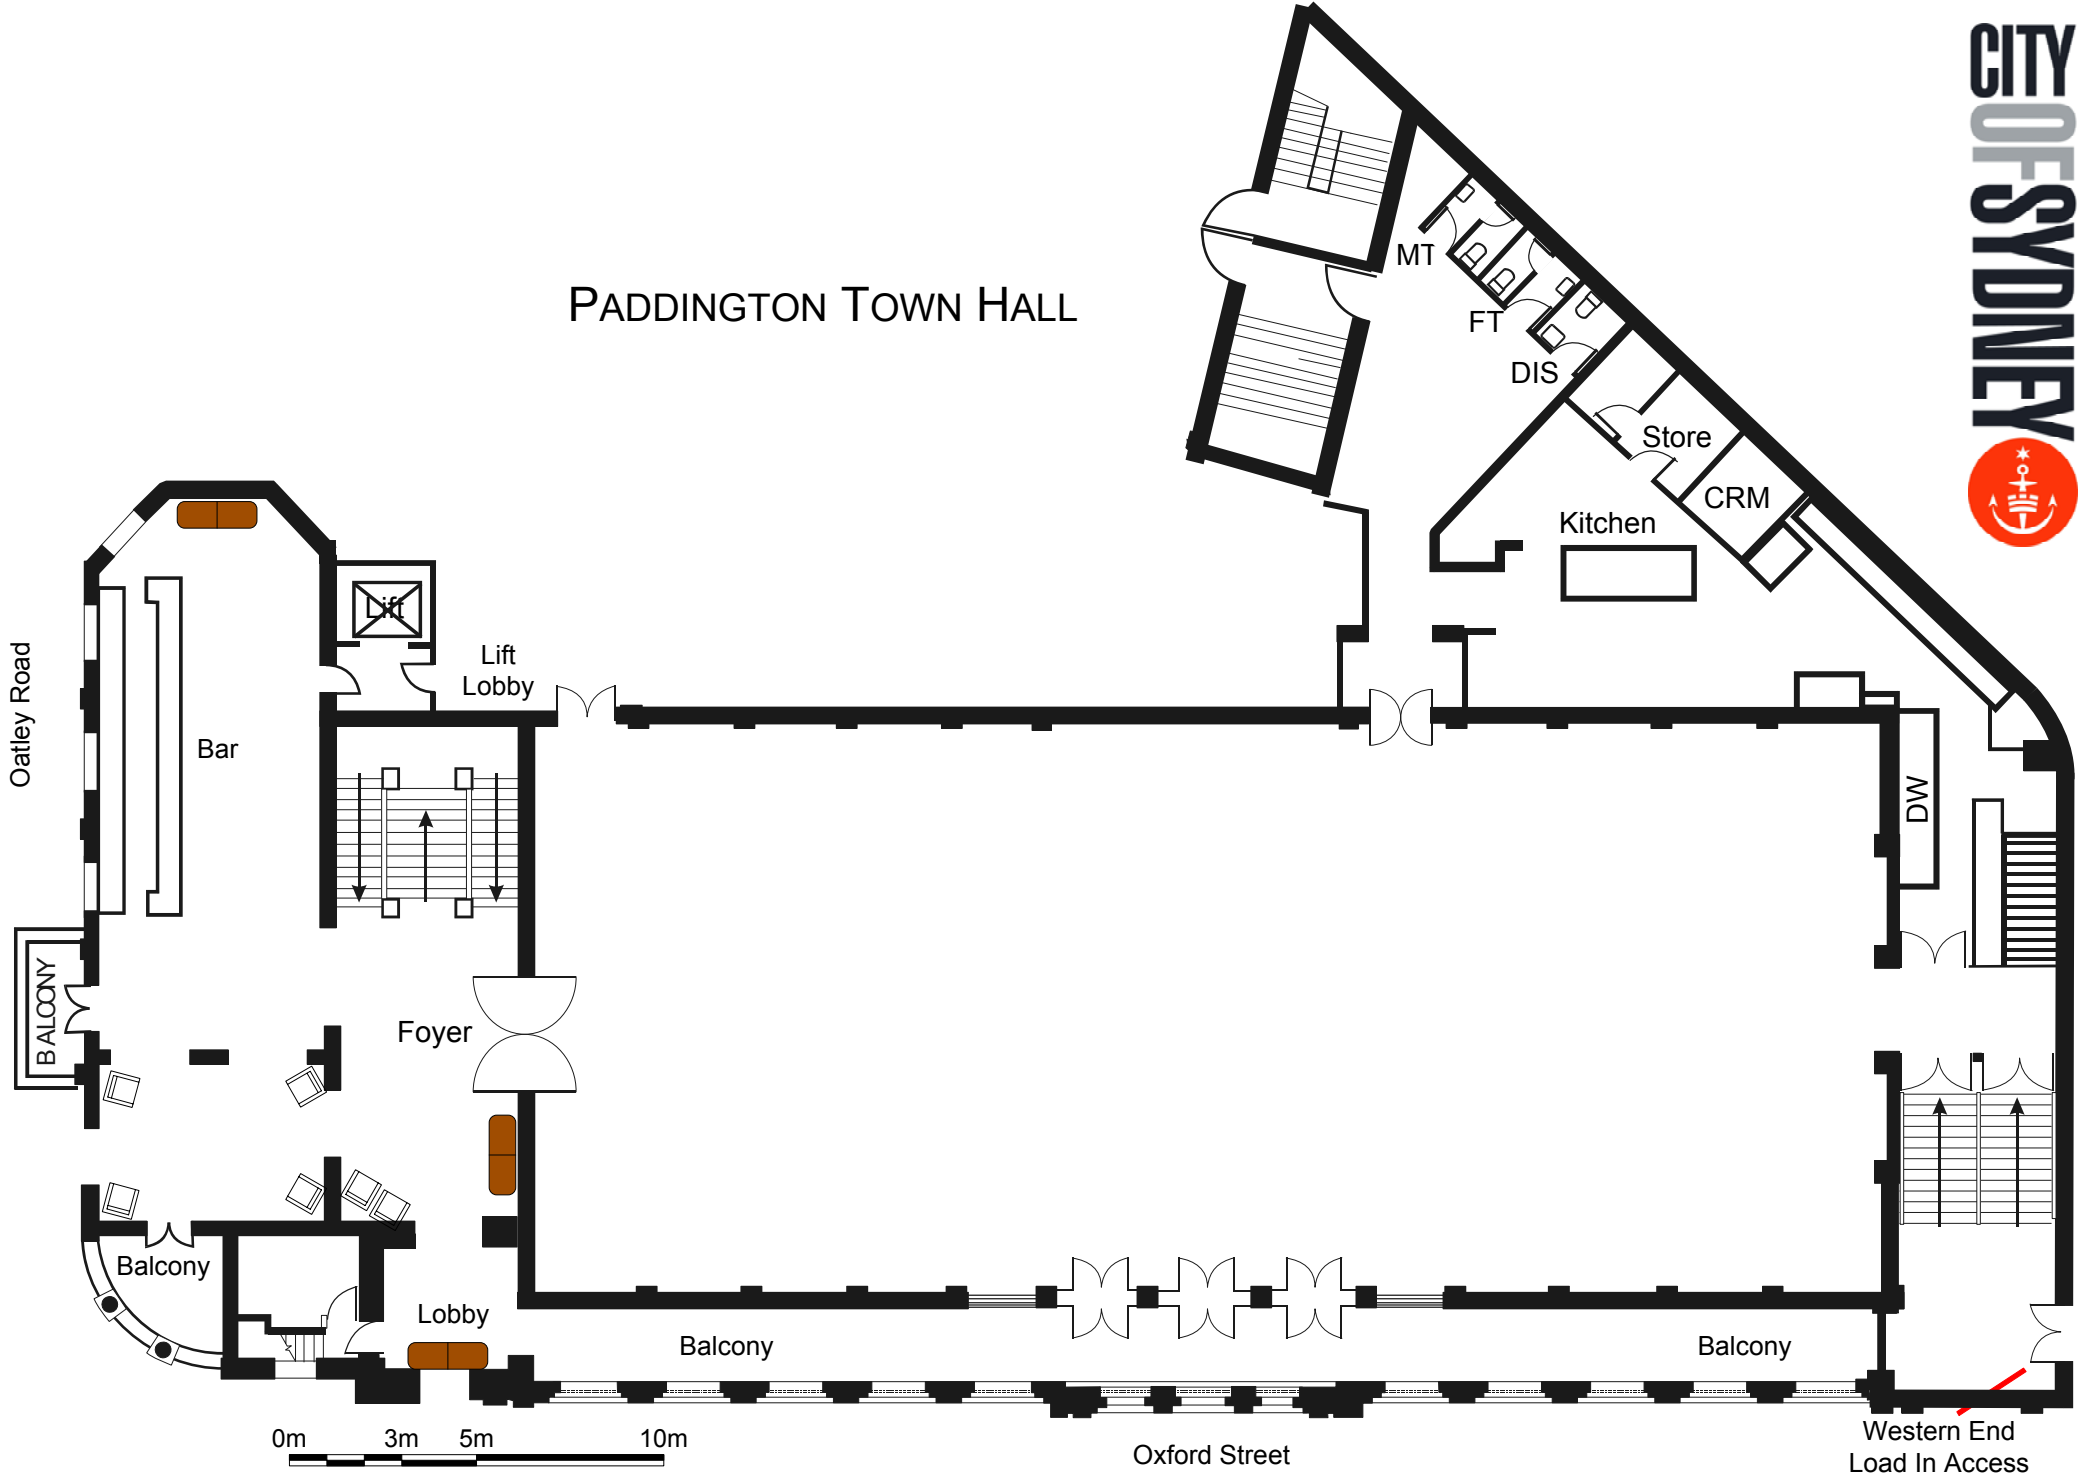 CITY
OF
SYDNEY
PADDINGTON TOWN HALL
MT
FT
DIS
Store
CRM
Kitchen
Lift
Lift
Lobby
Oatley Road
Bar
DW
BALCONY
Foyer
Balcony
Lobby
Balcony
Balcony
0m 3m 5m 10m
Oxford Street
Western End
Load In Access